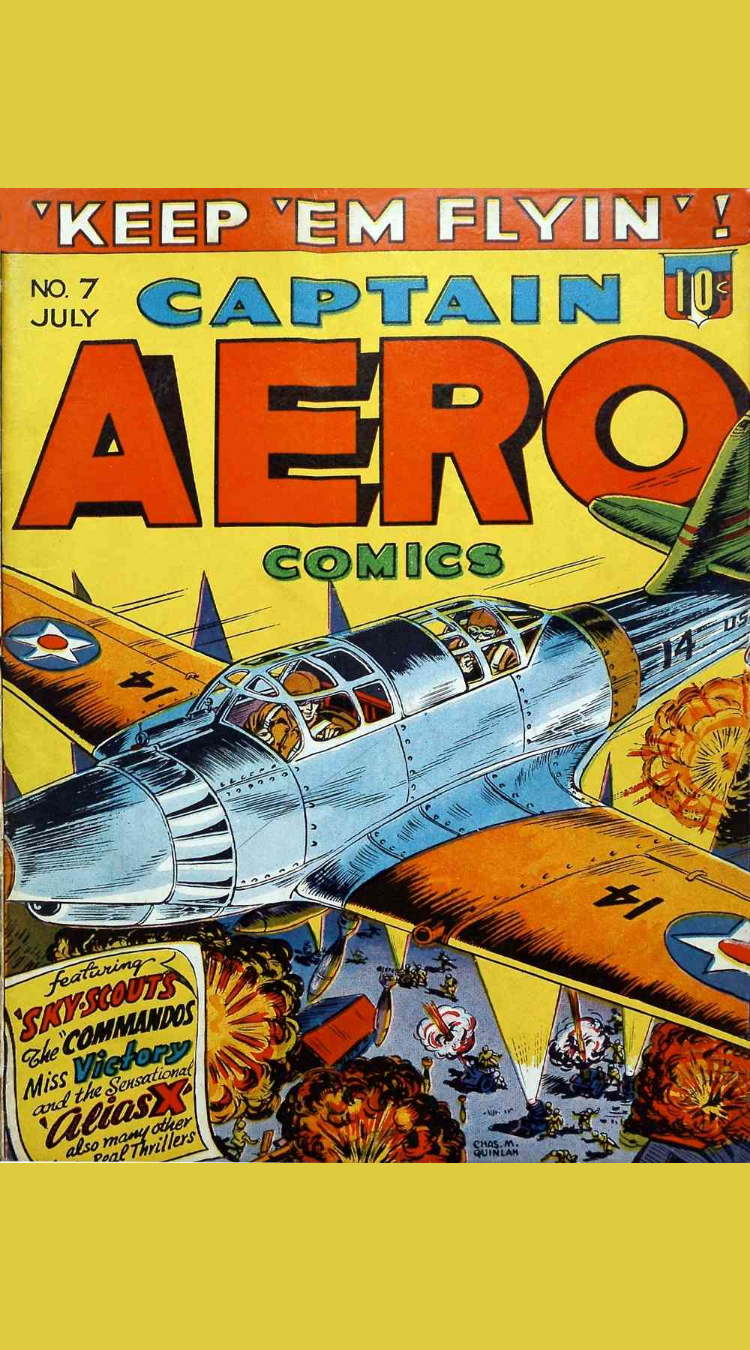 'KEEP 'EM FLYIN'!
NO. 7
JULY
CAPTAIN
10¢
AERO
COMICS
14
14
US
14
featuring
"SKY-SCOUTS"
The "COMMANDOS"
Miss Victory
and the Sensational
"Alias X"
also many other
Real Thrillers
CHAS. M.
QUINLAN